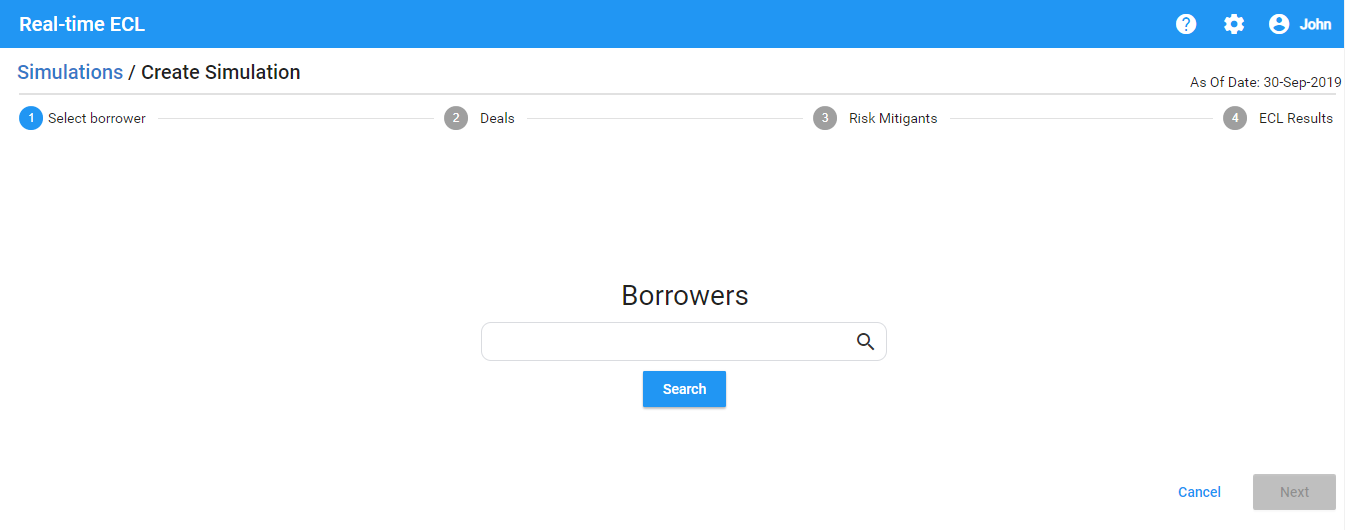 Real-time ECL
John
Simulations / Create Simulation
As Of Date: 30-Sep-2019
1 Select borrower
2 Deals
3 Risk Mitigants
4 ECL Results
Borrowers
Search
Cancel
Next